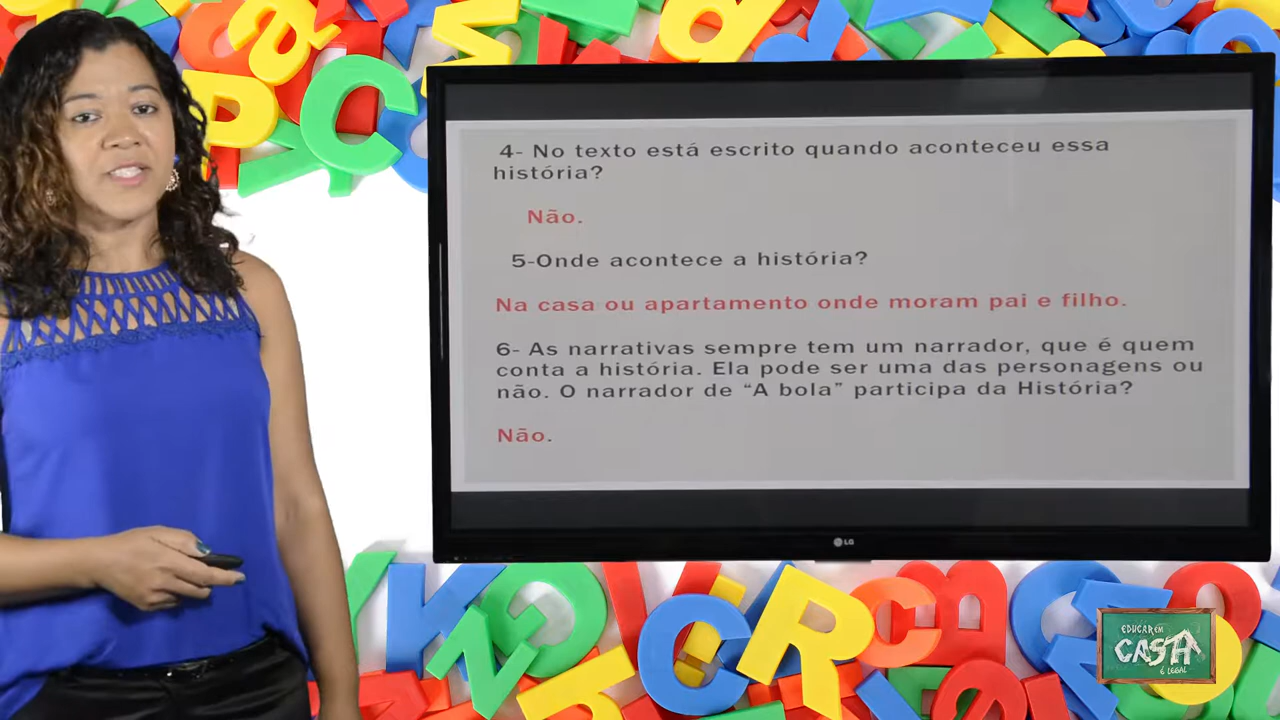 4- No texto está escrito quando aconteceu essa
história?
Não.
5-Onde acontece a história?
Na casa ou apartamento onde moram pai e filho.
6- As narrativas sempre tem um narrador, que é quem
conta a história. Ela pode ser uma das personagens ou
não. O narrador de “A bola” participa da História?
Não.
LG
EDUCAR EM
CASA
É LEGAL